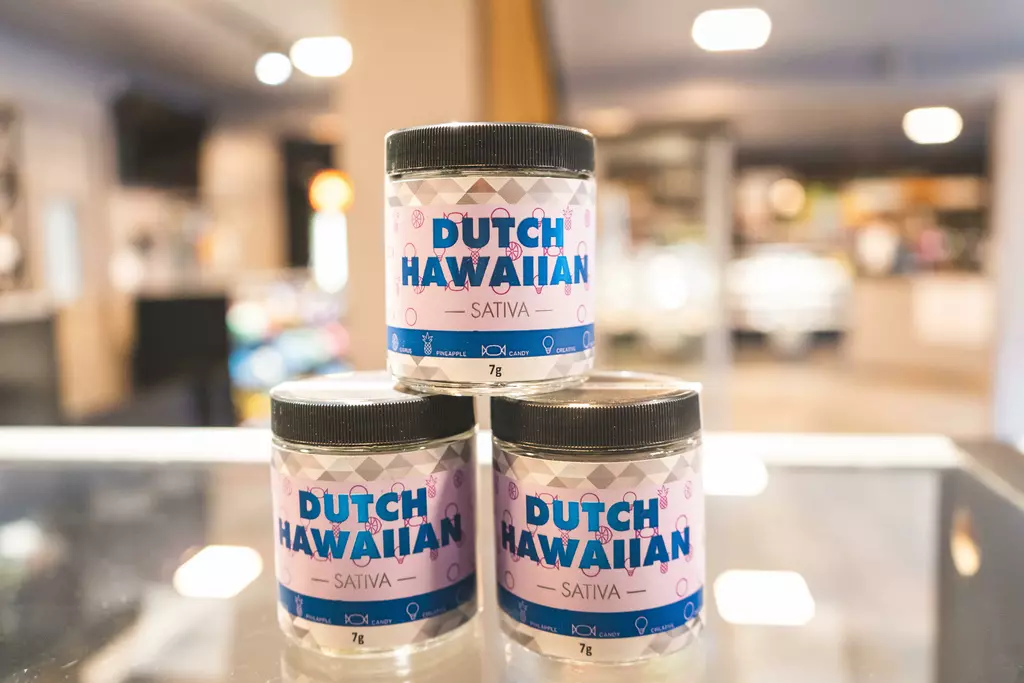 DUTCH
HAWAIIAN
— SATIVA —
CITRUS PINEAPPLE CANDY CREATIVE
7g
DUTCH
HAWAIIAN
— SATIVA —
PINEAPPLE CANDY CREATIVE
7g
DUTCH
HAWAIIAN
— SATIVA —
CANDY CREATIVE
7g